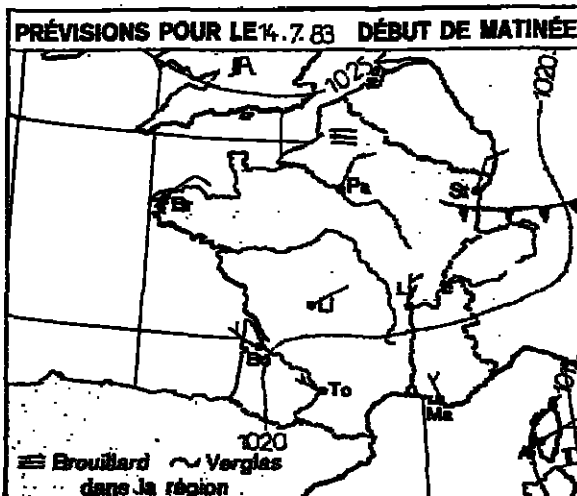 PRÉVISIONS POUR LE 14.7.83 DÉBUT DE MATINÉE
1025
1020
Pa
St
Br
Li
Bo
To
Ma
1020
Brouillard Verglas
dans la région